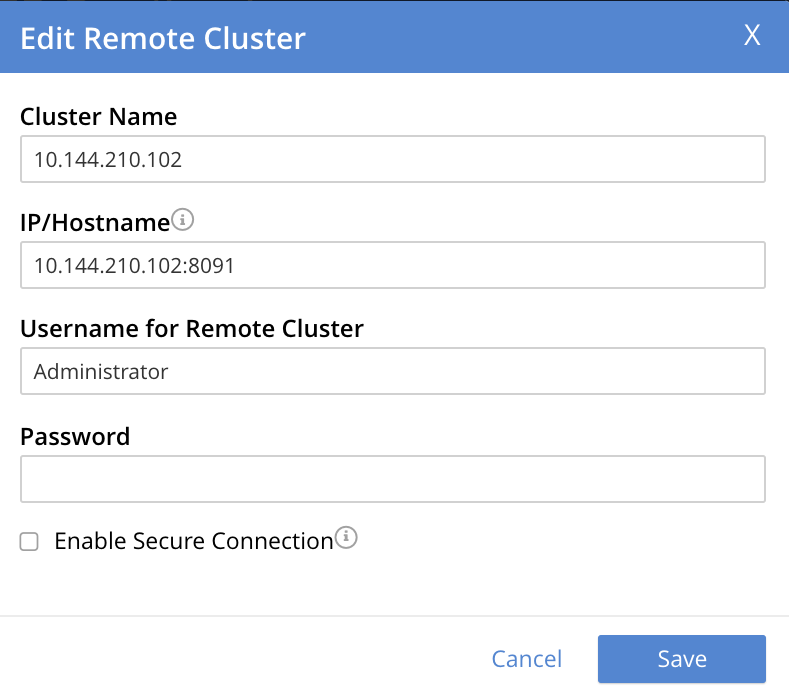 Edit Remote Cluster X
Cluster Name
10.144.210.102
IP/Hostname i
10.144.210.102:8091
Username for Remote Cluster
Administrator
Password
Enable Secure Connection i
Cancel Save